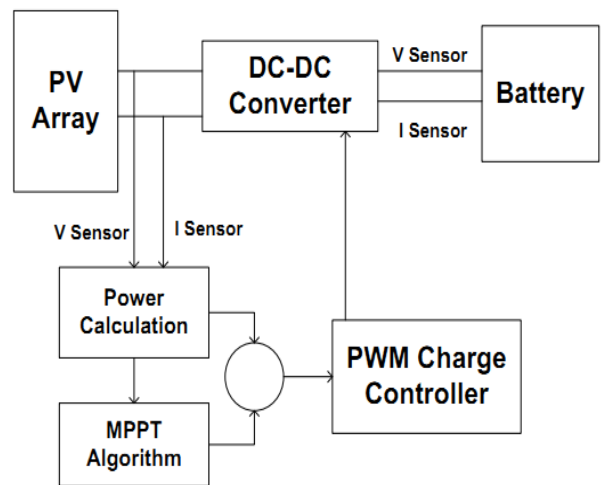 PV
Array
DC-DC
Converter
V Sensor
I Sensor
Battery
V Sensor
I Sensor
Power
Calculation
MPPT
Algorithm
PWM Charge
Controller